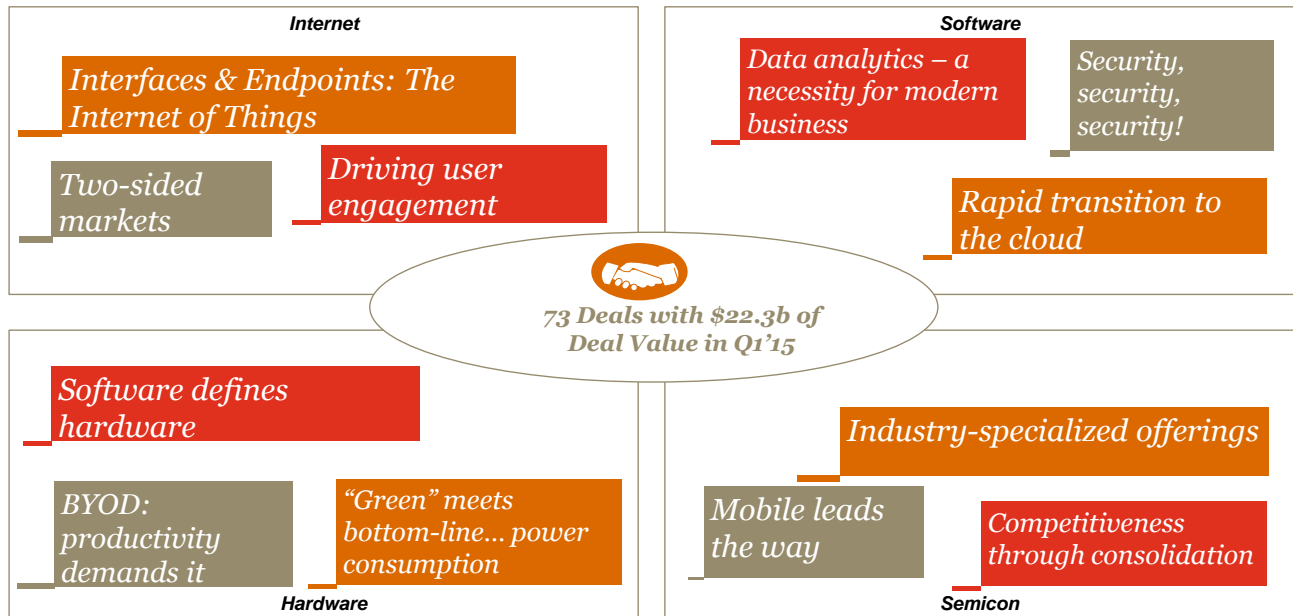 Internet
Interfaces & Endpoints: The
Internet of Things
Two-sided
markets
Driving user
engagement
Software
Data analytics – a
necessity for modern
business
Security,
security,
security!
Rapid transition to
the cloud
73 Deals with $22.3b of
Deal Value in Q1’15
Software defines
hardware
BYOD:
productivity
demands it
“Green” meets
bottom-line… power
consumption
Hardware
Industry-specialized offerings
Mobile leads
the way
Competitiveness
through consolidation
Semicon